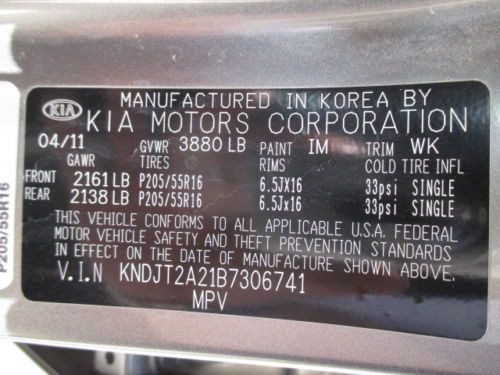 MANUFACTURED IN KOREA BY
KIA KIA MOTORS CORPORATION
04/11 GVWR 3880 LB PAINT IM TRIM WK
GAWR TIRES RIMS COLD TIRE INFL
FRONT 2161 LB P205/55R16 6.5JX16 33psi SINGLE
REAR 2138 LB P205/55R16 6.5Jx16 33psi SINGLE
THIS VEHICLE CONFORMS TO ALL APPLICABLE U.S.A. FEDERAL
MOTOR VEHICLE SAFETY AND THEFT PREVENTION STANDARDS
IN EFFECT ON THE DATE OF MANUFACTURE SHOWN ABOVE.
V.I.N KNDJT2A21B7306741
MPV
P205/55R16